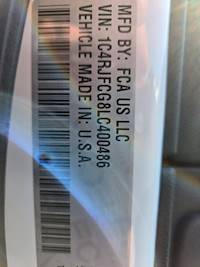 MFD BY: FCA US LLC
VIN: 1C4RJFCG8LC400486
VEHICLE MADE IN: U.S.A.